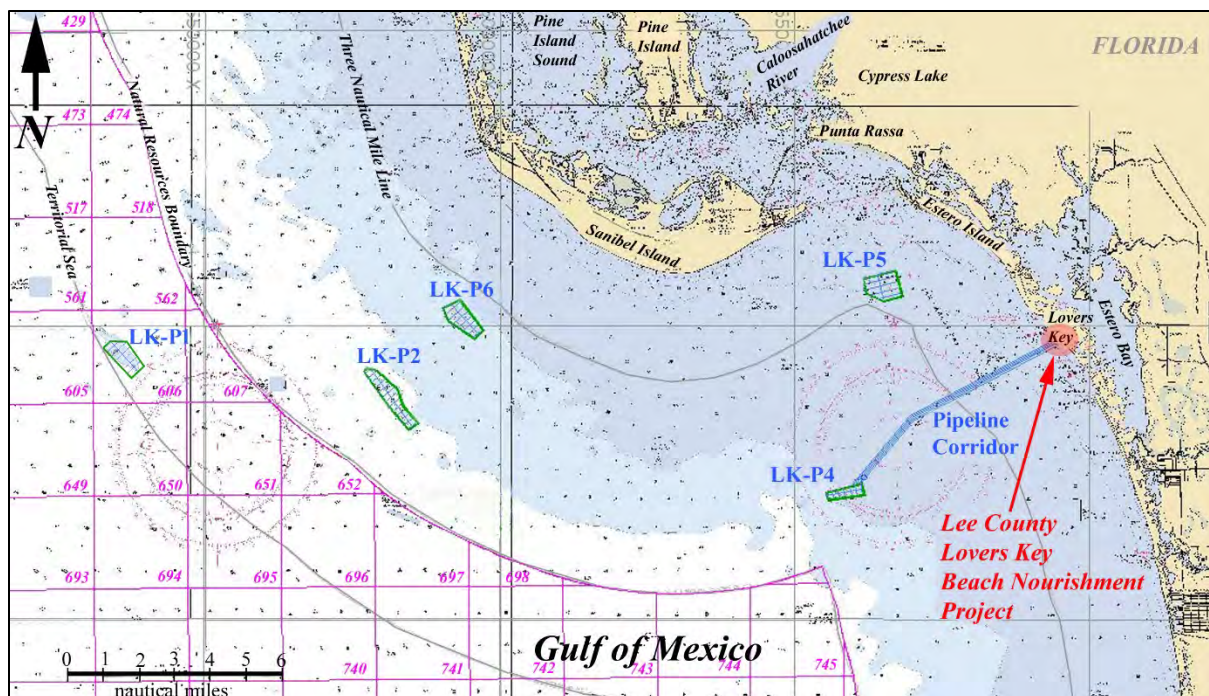 429
Pine
Island
Sound
Pine
Island
Caloosahatchee
River
FLORIDA
Cypress Lake
N
473
474
Natural Resources Boundary
Three Nautical Mile
Line
Punta Rassa
517
518
Territorial Sea
Sanibel Island
Estero Island
LK-P5
LK-P6
561
562
Lovers
Key
Estero Bay
LK-P1
LK-P2
605
606
607
Pipeline
Corridor
LK-P4
649
650
651
652
Lee County
Lovers Key
Beach Nourishment
Project
693
694
695
696
697
698
Gulf of Mexico
0 1 2 3 4 5 6
nautical miles
740
741
742
743
744
745